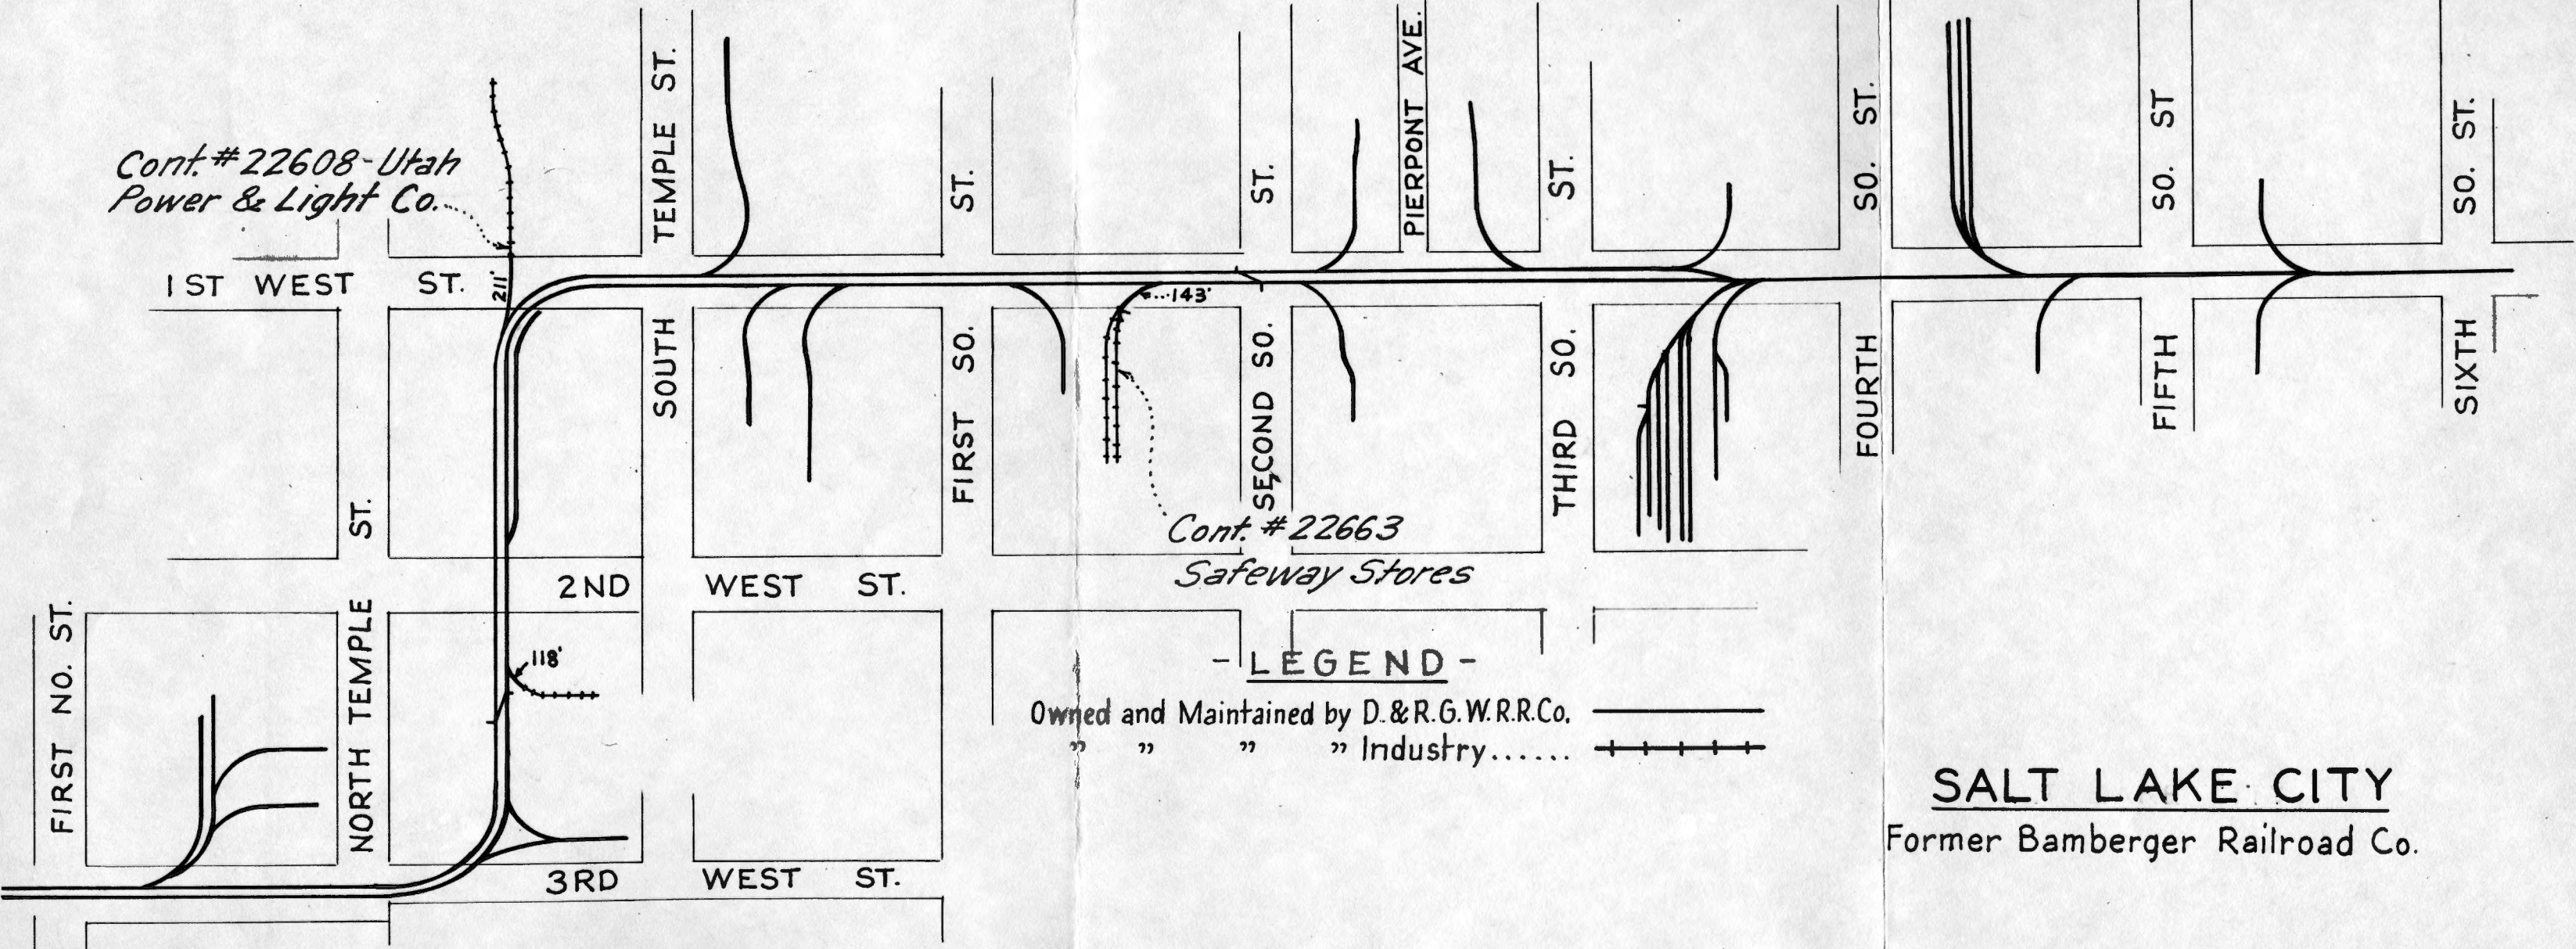 Cont. # 22608 - Utah
Power & Light Co.
1ST WEST ST.
211'
SOUTH TEMPLE ST.
FIRST SO. ST.
143'
SECOND SO. ST.
PIERPONT AVE.
THIRD SO. ST.
FOURTH SO. ST.
FIFTH SO. ST
SIXTH SO. ST.
Cont. # 22663
Safeway Stores
2ND WEST ST.
FIRST NO. ST.
NORTH TEMPLE ST.
118'
3RD WEST ST.
- LEGEND -
Owned and Maintained by D. & R. G. W. R. R. Co.
" " " " Industry......
SALT LAKE CITY
Former Bamberger Railroad Co.